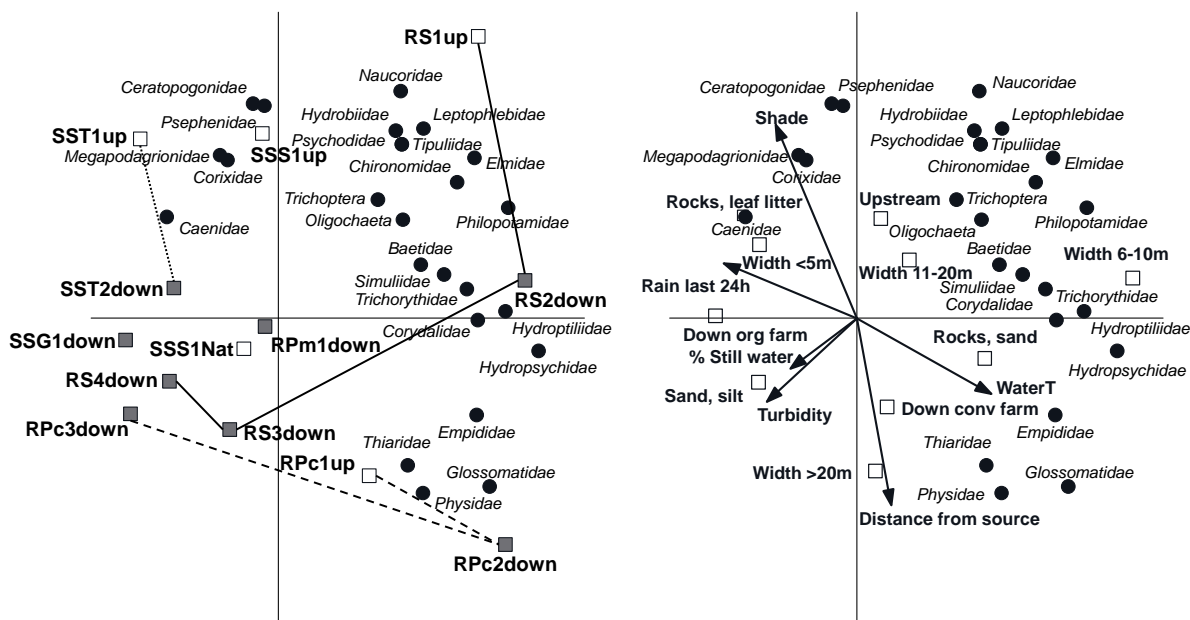 RS1up
Naucoridae
Ceratopogonidae
Hydrobiidae
Leptophlebidae
Psephenidae
SST1up
Psychodidae
Tipuliidae
SSS1up
Megapodagrionidae
Chironomidae
Elmidae
Corixidae
Trichoptera
Oligochaeta
Philopotamidae
Caenidae
Baetidae
Simuliidae
SST2down
Trichorythidae
RS2down
Corydalidae
Hydroptiliidae
SSG1down
SSS1Nat
RPm1down
Hydropsychidae
RS4down
RPc3down
RS3down
Empididae
Thiaridae
RPc1up
Glossomatidae
Physidae
RPc2down
Ceratopogonidae
Psephenidae
Naucoridae
Shade
Hydrobiidae
Leptophlebidae
Psychodidae
Tipuliidae
Megapodagrionidae
Chironomidae
Elmidae
Corixidae
Rocks, leaf litter
Upstream
Trichoptera
Philopotamidae
Caenidae
Oligochaeta
Baetidae
Width 6-10m
Width <5m
Width 11-20m
Rain last 24h
Simuliidae
Trichorythidae
Corydalidae
Down org farm
Rocks, sand
Hydroptiliidae
% Still water
Hydropsychidae
Sand, silt
WaterT
Turbidity
Down conv farm
Empididae
Thiaridae
Width >20m
Glossomatidae
Physidae
Distance from source